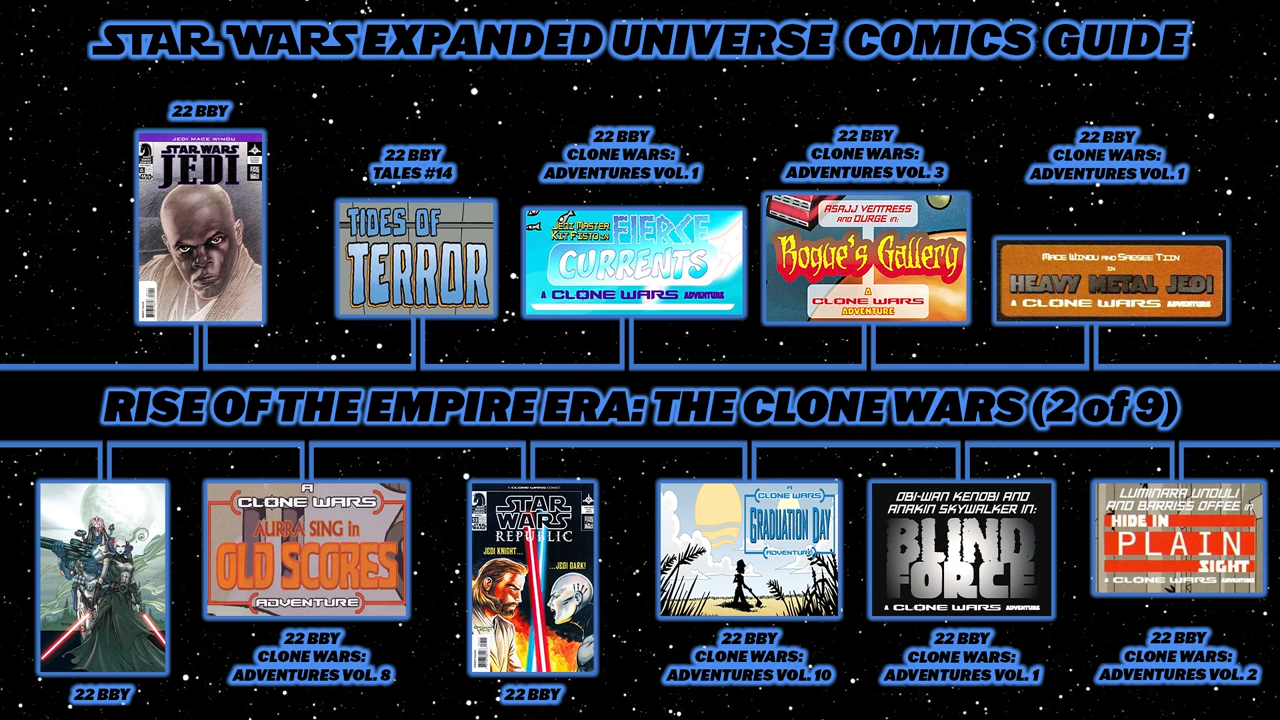 STAR WARS EXPANDED UNIVERSE COMICS GUIDE
22 BBY
JEDI MACE WINDU
STAR WARS
JEDI
22 BBY
TALES #14
TIDES OF
TERROR
22 BBY
CLONE WARS:
ADVENTURES VOL. 1
JEDI MASTER
KIT FISTO IN
FIERCE
CURRENTS
A CLONE WARS ADVENTURE
22 BBY
CLONE WARS:
ADVENTURES VOL. 3
ASAJJ VENTRESS
AND DURGE IN:
Rogue's Gallery
A
CLONE WARS
ADVENTURE
22 BBY
CLONE WARS:
ADVENTURES VOL. 1
MACE WINDU AND SAESEE TIIN
IN
HEAVY METAL JEDI
A CLONE WARS ADVENTURE
RISE OF THE EMPIRE ERA: THE CLONE WARS (2 of 9)
22 BBY
A
CLONE WARS
AURRA SING in
OLD SCORES
ADVENTURE
22 BBY
CLONE WARS:
ADVENTURES VOL. 8
STAR
WARS
REPUBLIC
JEDI KNIGHT...
...JEDI DARK!
22 BBY
A
CLONE WARS
GRADUATION DAY
ADVENTURE
22 BBY
CLONE WARS:
ADVENTURES VOL. 10
OBI-WAN KENOBI AND
ANAKIN SKYWALKER IN:
BLIND
FORCE
A CLONE WARS ADVENTURE
22 BBY
CLONE WARS:
ADVENTURES VOL. 1
LUMINARA UNDULI
AND BARRISS OFFEE in
HIDE IN
PLAIN
SIGHT
A CLONE WARS ADVENTURE
22 BBY
CLONE WARS:
ADVENTURES VOL. 2